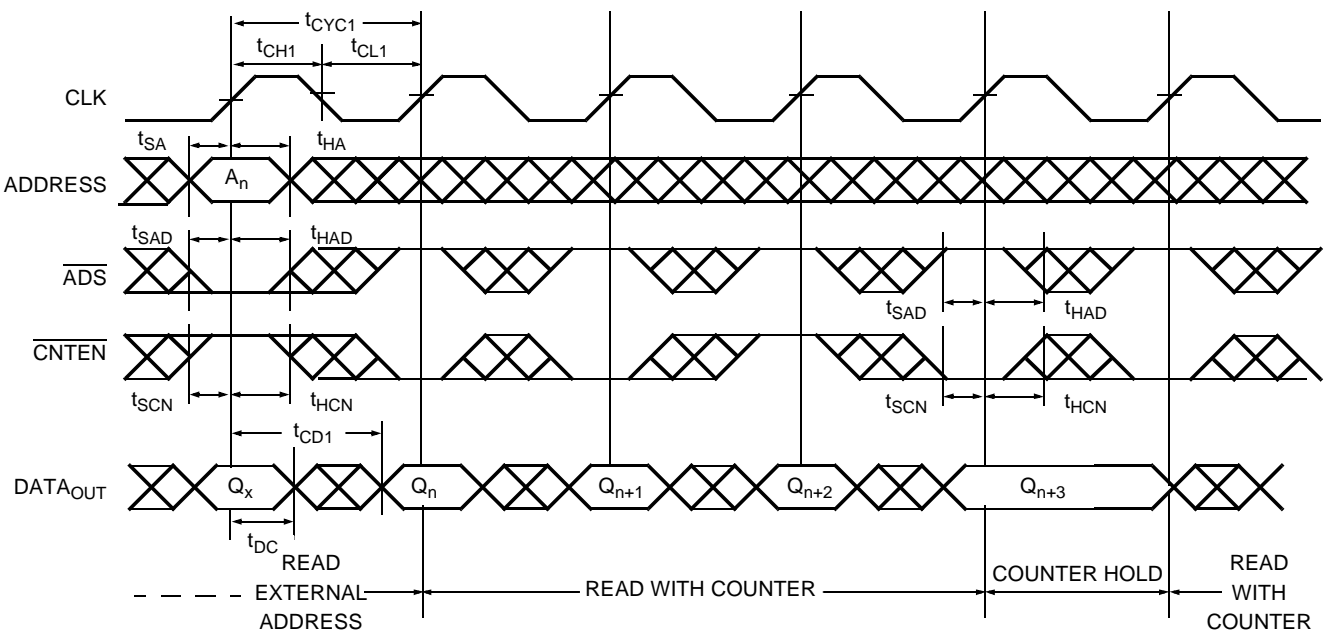 tCYC1
tCH1 tCL1
CLK
tSA tHA
ADDRESS An
tSAD tHAD
ADS
tSAD tHAD
CNTEN
tSCN tHCN tSCN tHCN
tCD1
DATAOUT Qx Qn Qn+1 Qn+2 Qn+3
tDC
READ
EXTERNAL
ADDRESS
READ WITH COUNTER
COUNTER HOLD
READ
WITH
COUNTER